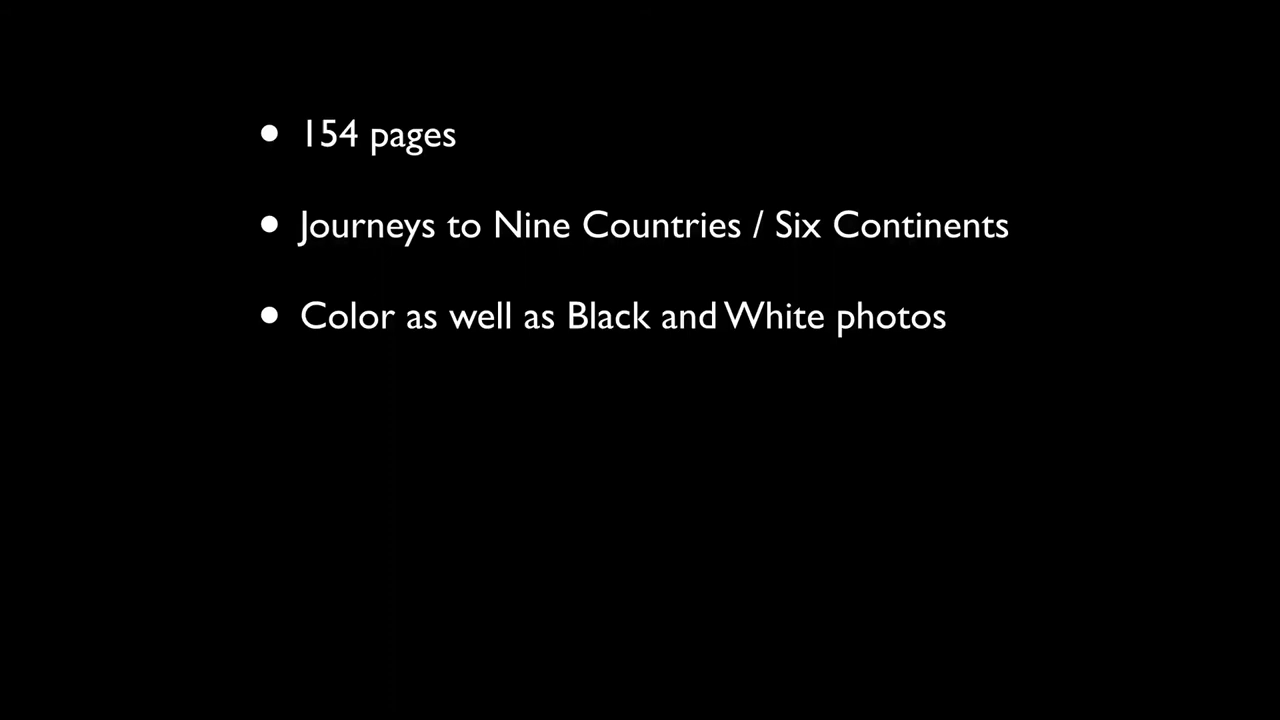 • 154 pages
• Journeys to Nine Countries / Six Continents
• Color as well as Black and White photos